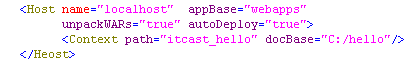 <Host name="localhost"  appBase="webapps"
unpackWARs="true" autoDeploy="true">
<Context path="itcast_hello" docBase="C:/hello"/>
</Heost>